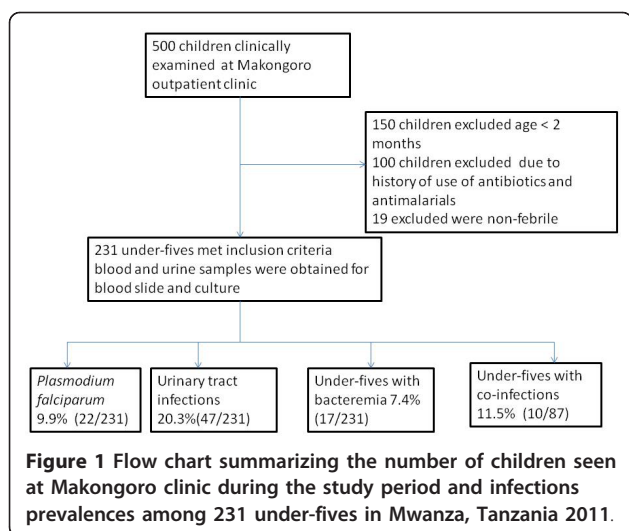 500 children clinically
examined at Makongoro
outpatient clinic
150 children excluded age < 2
months
100 children excluded due to
history of use of antibiotics and
antimalarials
19 excluded were non-febrile
231 under-fives met inclusion criteria
blood and urine samples were obtained for
blood slide and culture
Plasmodium
falciparum
9.9% (22/231)
Urinary tract
infections
20.3%(47/231)
Under-fives with
bacteremia 7.4%
(17/231)
Under-fives with
co-infections
11.5% (10/87)
Figure 1 Flow chart summarizing the number of children seen
at Makongoro clinic during the study period and infections
prevalences among 231 under-fives in Mwanza, Tanzania 2011.